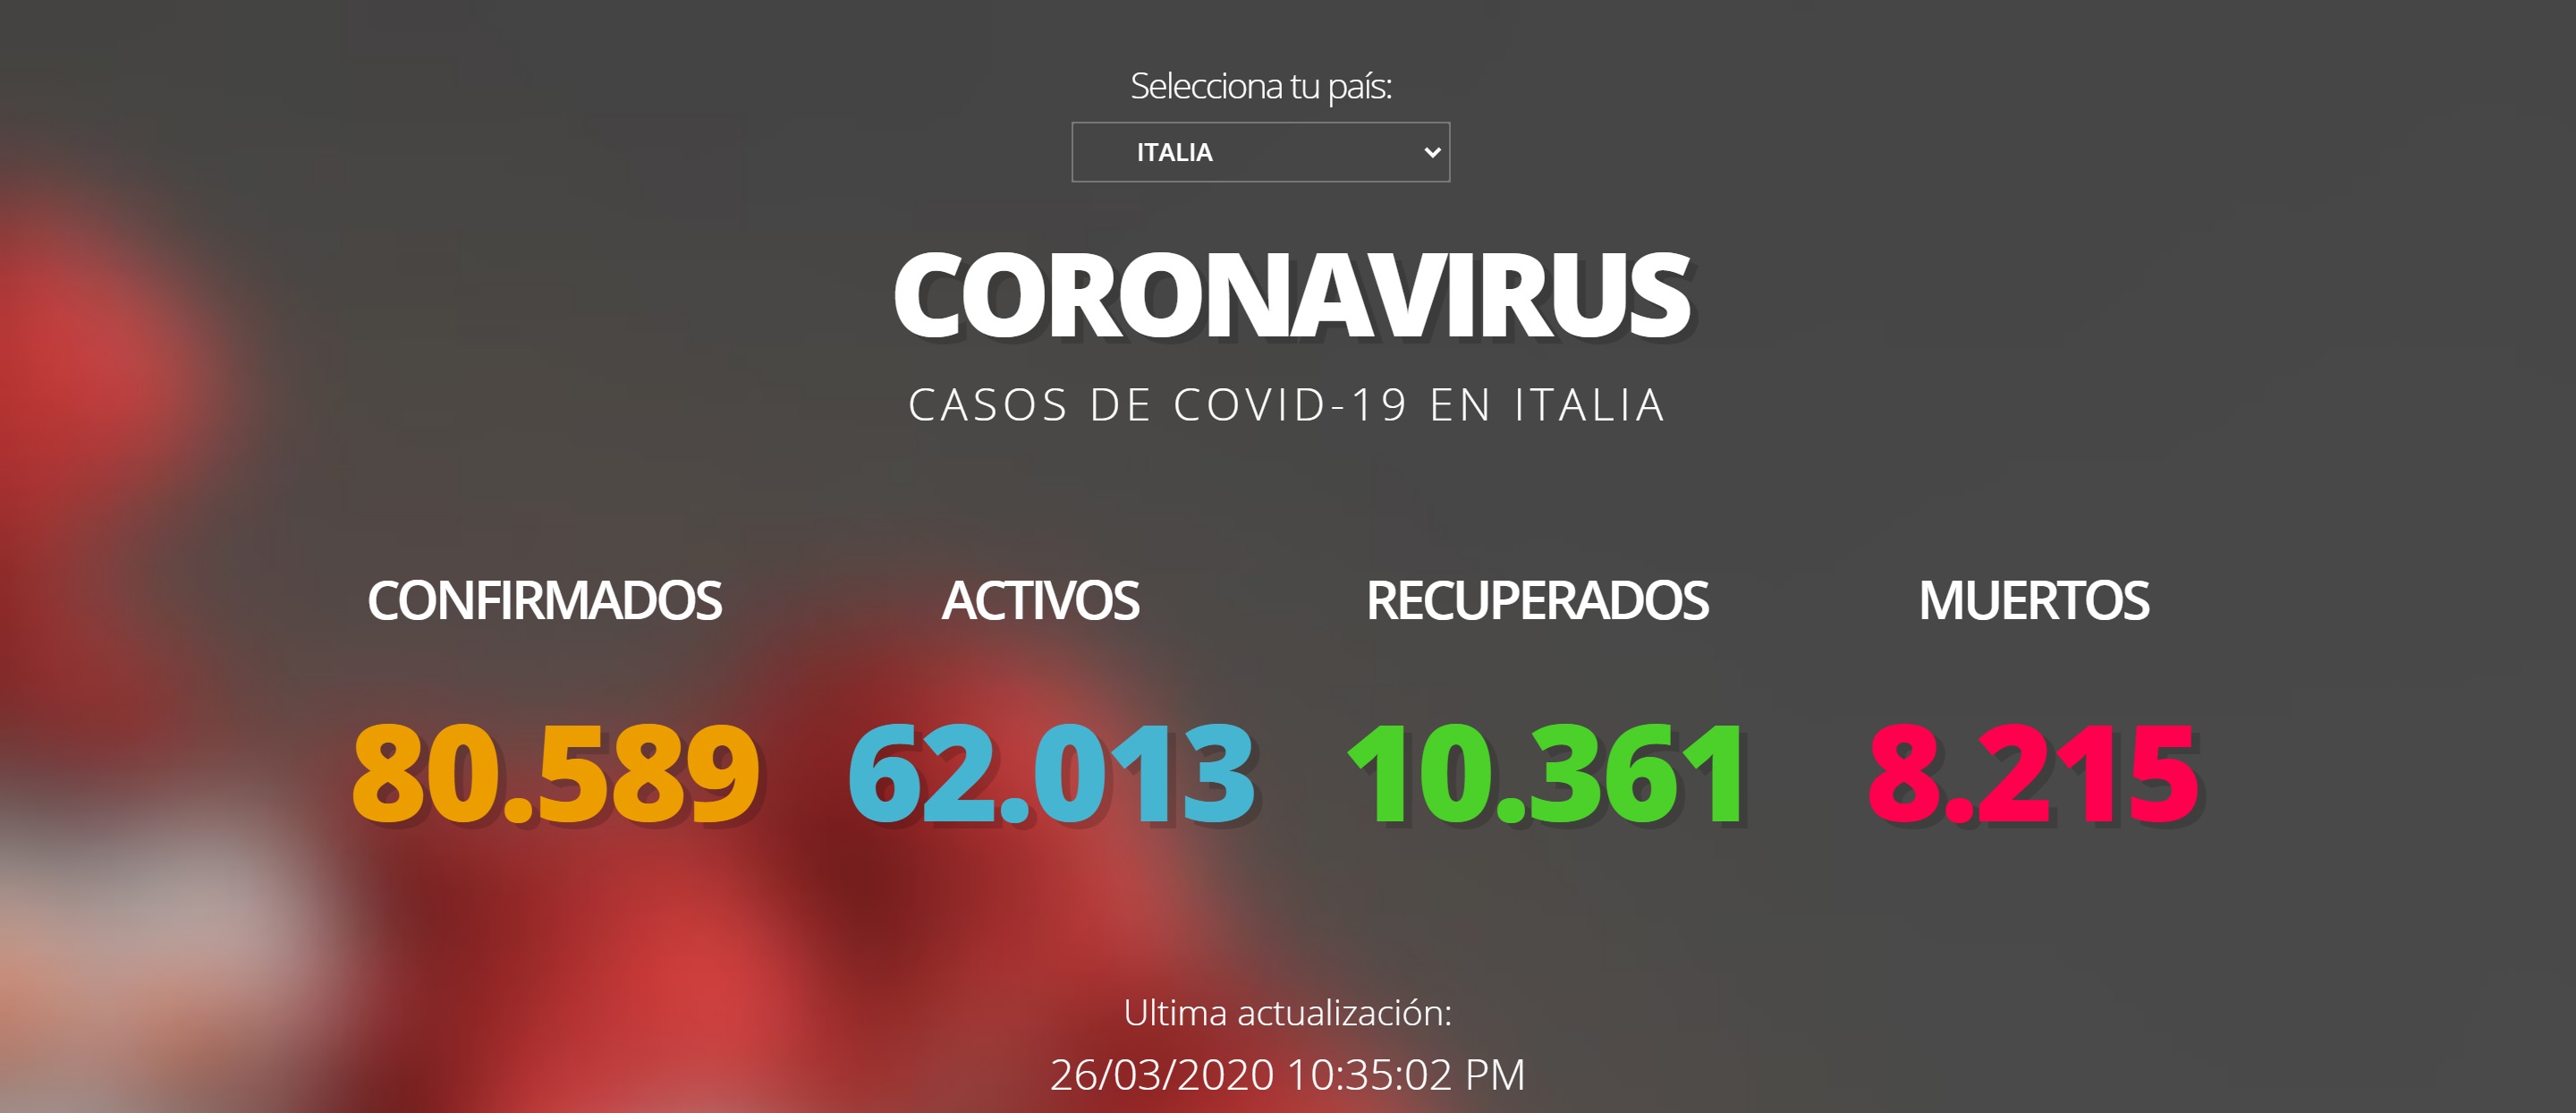 Selecciona tu país:
ITALIA
CORONAVIRUS
CASOS DE COVID-19 EN ITALIA
CONFIRMADOS ACTIVOS RECUPERADOS MUERTOS
80.589 62.013 10.361 8.215
Ultima actualización:
26/03/2020 10:35:02 PM